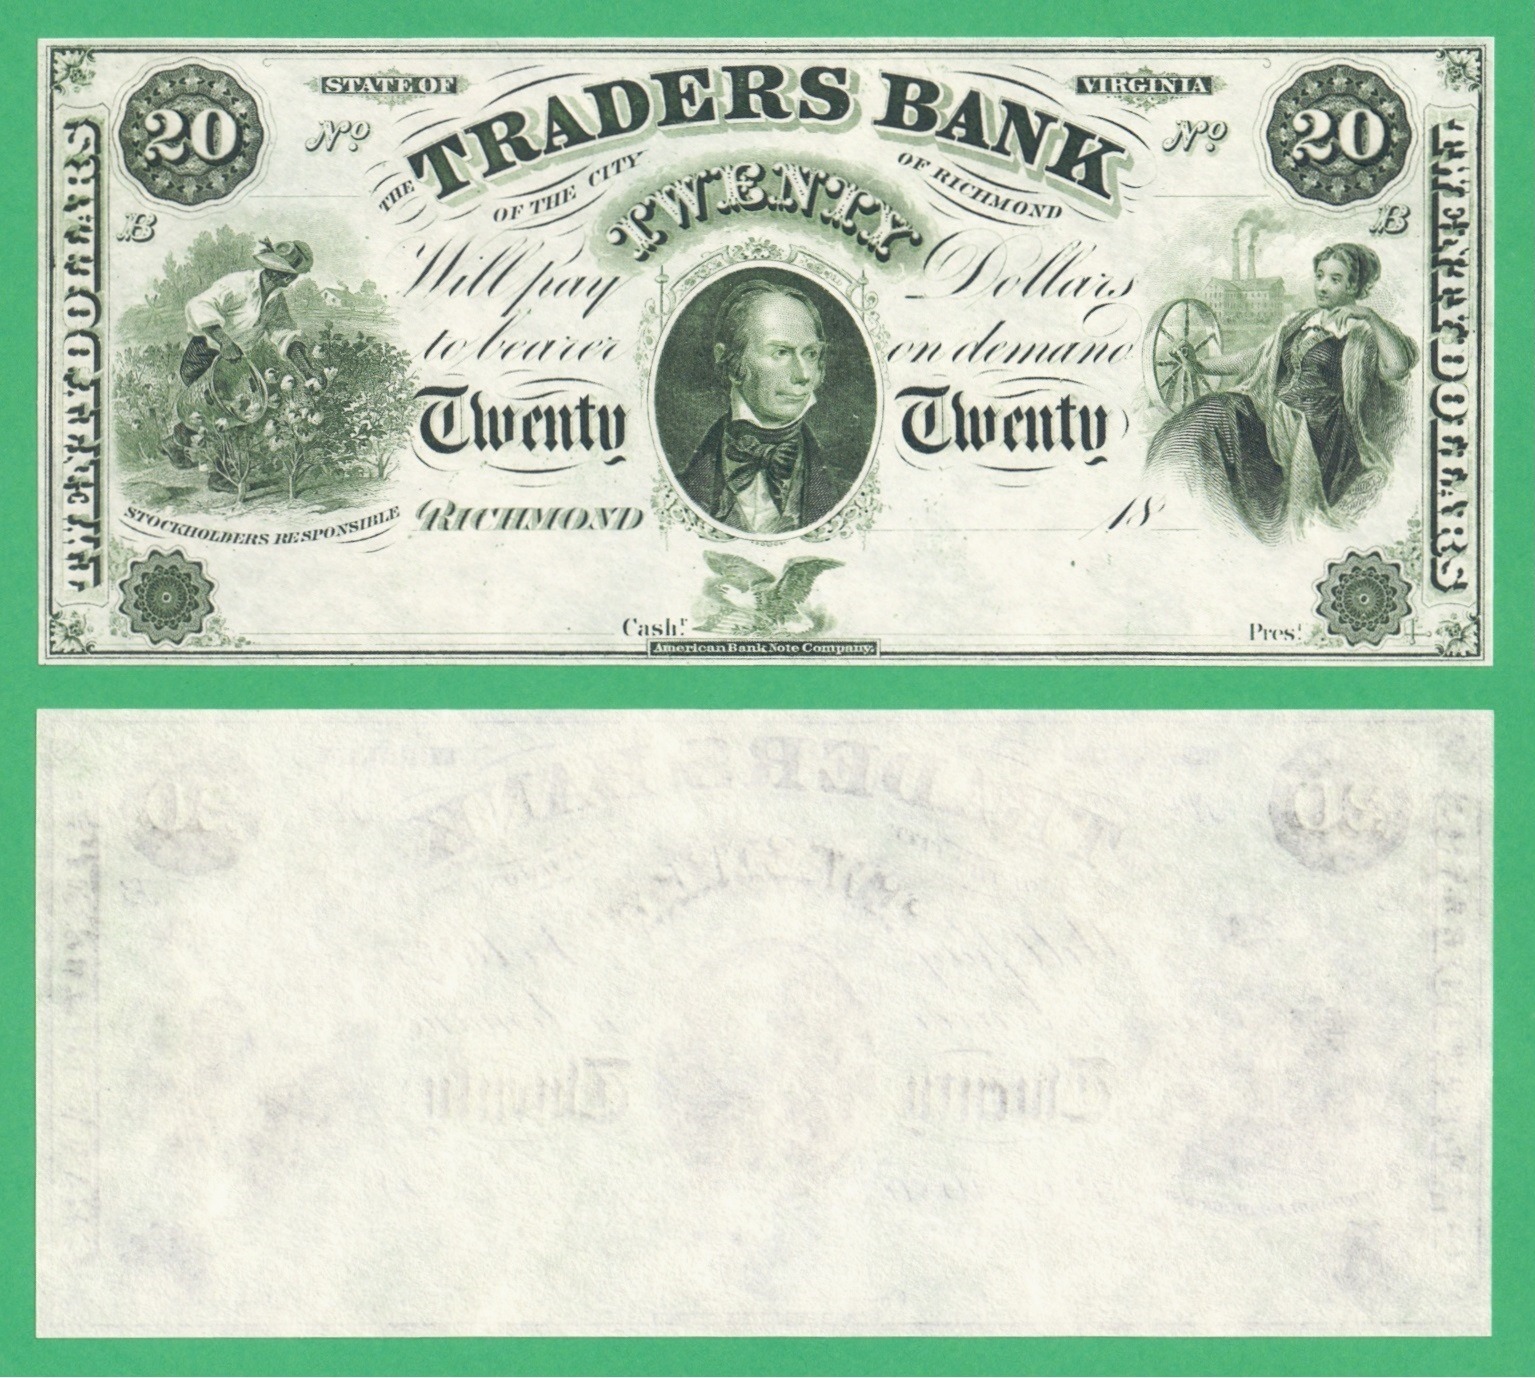 STATE OF VIRGINIA
20 20
No No
THE TRADERS BANK
OF THE CITY OF RICHMOND
TWENTY
B B
Will pay Dollars
to bearer on demand
Twenty Twenty
STOCKHOLDERS RESPONSIBLE
RICHMOND 18
Cash.r Pres.t
American Bank Note Company.
TWENTY DOLLARS
TWENTY DOLLARS